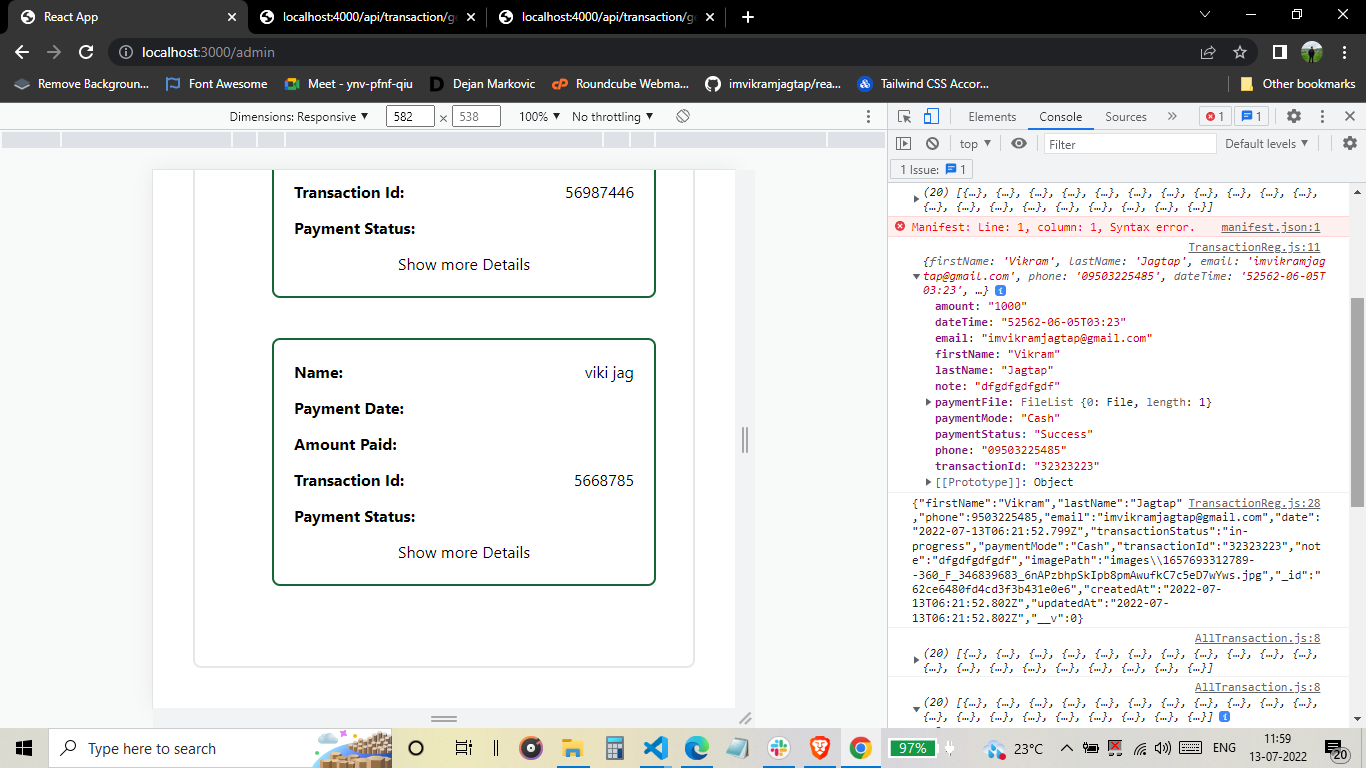 React App
localhost:4000/api/transaction/ge
localhost:4000/api/transaction/ge
localhost:3000/admin
Remove Backgroun...
Font Awesome
Meet - ynv-pfnf-qiu
Dejan Markovic
Roundcube Webma...
imvikramjagtap/rea...
Tailwind CSS Accor...
Other bookmarks
Dimensions: Responsive
582
×
538
100%
No throttling
Elements
Console
Sources
1
1
top
Filter
Default levels
1 Issue:
1
Transaction Id:
56987446
Payment Status:
Show more Details
Name:
viki jag
Payment Date:
Amount Paid:
Transaction Id:
5668785
Payment Status:
Show more Details
(20) [{…}, {…}, {…}, {…}, {…}, {…}, {…}, {…}, {…}, {…}, {…},
{…}, {…}, {…}, {…}, {…}, {…}, {…}, {…}, {…}]
Manifest: Line: 1, column: 1, Syntax error.
manifest.json:1
TransactionReg.js:11
{firstName: 'Vikram', lastName: 'Jagtap', email: 'imvikramjag
tap@gmail.com', phone: '09503225485', dateTime: '52562-06-05T
03:23', …}
amount: "1000"
dateTime: "52562-06-05T03:23"
email: "imvikramjagtap@gmail.com"
firstName: "Vikram"
lastName: "Jagtap"
note: "dfgdfgdfgdf"
paymentFile: FileList {0: File, length: 1}
paymentMode: "Cash"
paymentStatus: "Success"
phone: "09503225485"
transactionId: "32323223"
[[Prototype]]: Object
{"firstName":"Vikram","lastName":"Jagtap"
TransactionReg.js:28
,"phone":9503225485,"email":"imvikramjagtap@gmail.com","date":
"2022-07-13T06:21:52.799Z","transactionStatus":"in-
progress","paymentMode":"Cash","transactionId":"32323223","not
e":"dfgdfgdfgdf","imagePath":"images\\1657693312789-
-360_F_346839683_6nAPzbhpSkIpb8pmAwufkC7c5eD7wYws.jpg","_id":"
62ce6480fd4cd3f3b431e0e6","createdAt":"2022-07-
13T06:21:52.802Z","updatedAt":"2022-07-
13T06:21:52.802Z","__v":0}
AllTransaction.js:8
(20) [{…}, {…}, {…}, {…}, {…}, {…}, {…}, {…}, {…}, {…}, {…},
{…}, {…}, {…}, {…}, {…}, {…}, {…}, {…}, {…}]
AllTransaction.js:8
(20) [{…}, {…}, {…}, {…}, {…}, {…}, {…}, {…}, {…}, {…}, {…},
{…}, {…}, {…}, {…}, {…}, {…}, {…}, {…}, {…}]
Type here to search
97%
23°C
ENG
11:59
13-07-2022
20